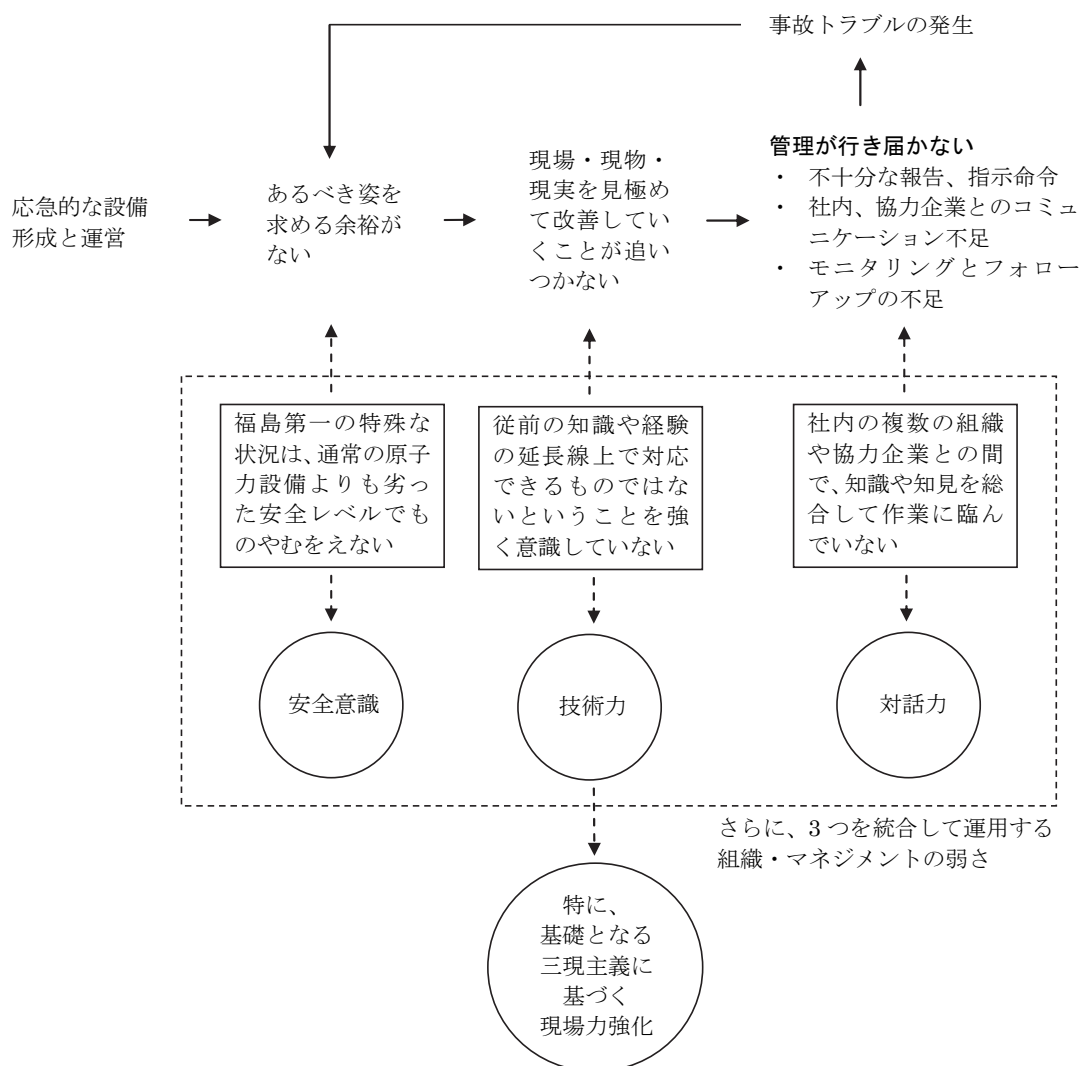 事故トラブルの発生
応急的な設備
形成と運営
あるべき姿を
求める余裕が
ない
現場・現物・
現実を見極め
て改善してい
くことが追い
つかない
管理が行き届かない
・ 不十分な報告、指示命令
・ 社内、協力企業とのコミュ
ニケーション不足
・ モニタリングとフォロー
アップの不足
福島第一の特殊な
状況は、通常の原子
力設備よりも劣っ
た安全レベルでも
のやむをえない
従前の知識や経験
の延長線上で対応
できるものではな
いということを強
く意識していない
社内の複数の組織
や協力企業との間
で、知識や知見を総
合して作業に臨ん
でいない
安全意識
技術力
対話力
さらに、3 つを統合して運用する
組織・マネジメントの弱さ
特に、
基礎となる
三現主義に
基づく
現場力強化